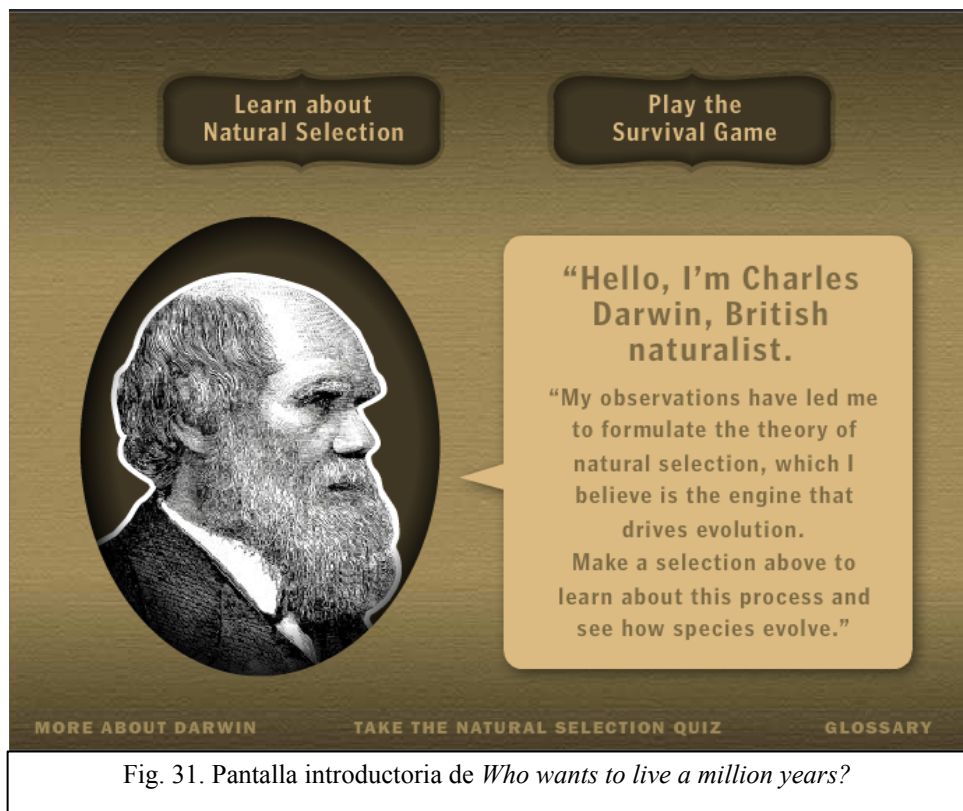 Learn about
Natural Selection
Play the
Survival Game
“Hello, I’m Charles
Darwin, British
naturalist.
“My observations have led me
to formulate the theory of
natural selection, which I
believe is the engine that
drives evolution.
Make a selection above to
learn about this process and
see how species evolve.”
MORE ABOUT DARWIN
TAKE THE NATURAL SELECTION QUIZ
GLOSSARY
Fig. 31. Pantalla introductoria de Who wants to live a million years?